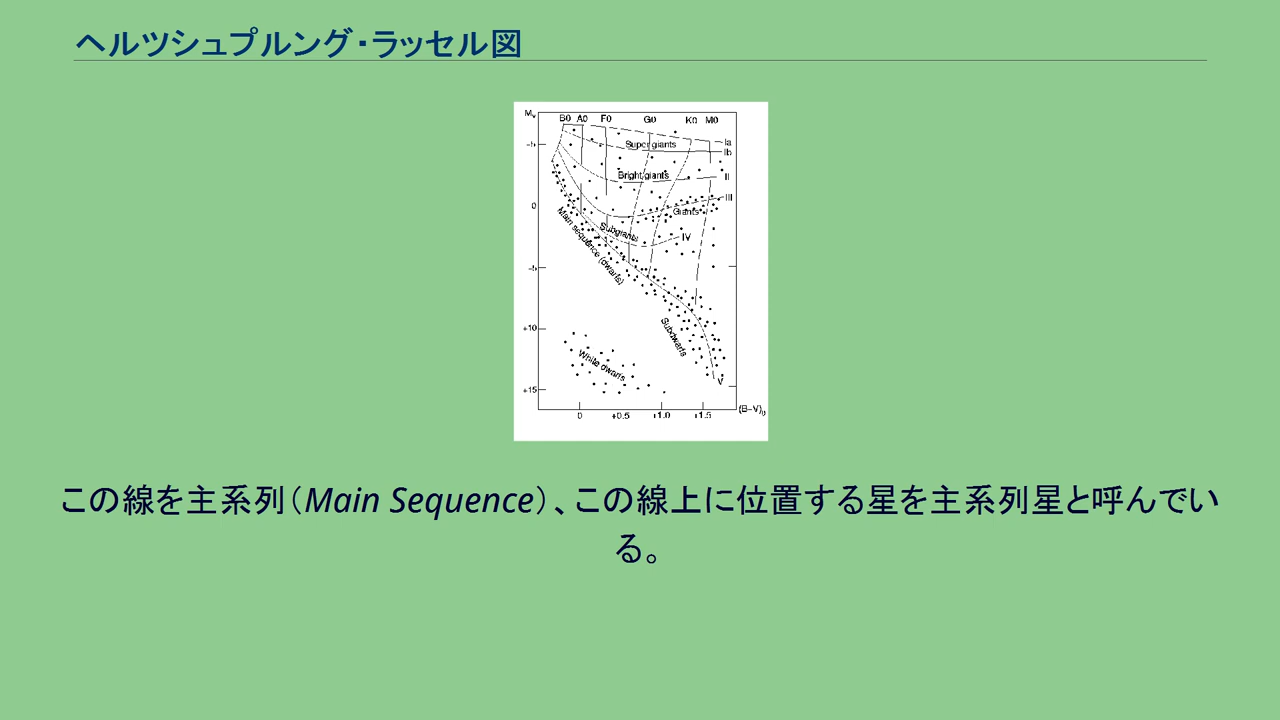 ヘルツシュプルング・ラッセル図
Mv
B0 A0 F0 G0 K0 M0
Ia
Super giants
Ib
-5
Bright giants
II
III
0
Giants
Subgiants
IV
Main sequence (dwarfs)
+5
+10
Subdwarfs
White dwarfs
V
+15
0 +0.5 +1.0 +1.5 (B-V)0
この線を主系列（Main Sequence）、この線上に位置する星を主系列星と呼んでい
る。